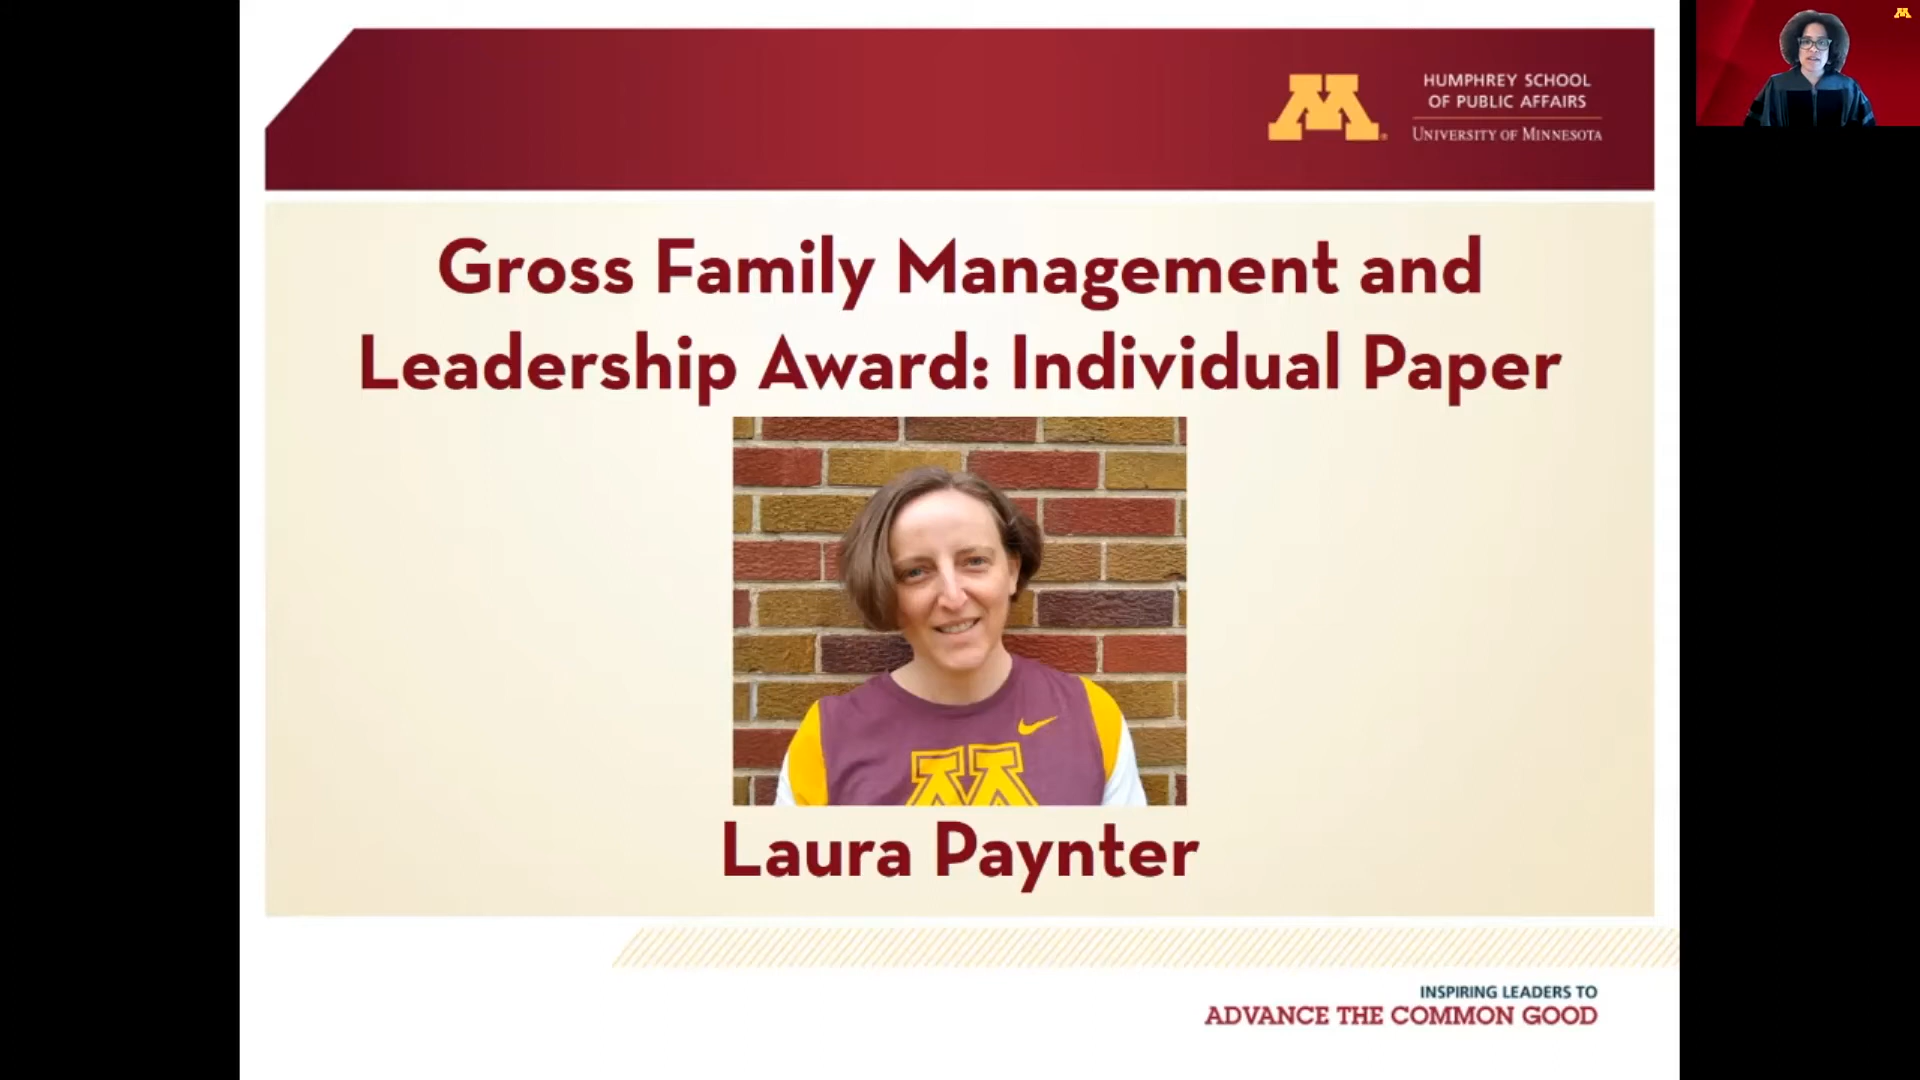 HUMPHREY SCHOOL
OF PUBLIC AFFAIRS
UNIVERSITY OF MINNESOTA
Gross Family Management and
Leadership Award: Individual Paper
Laura Paynter
INSPIRING LEADERS TO
ADVANCE THE COMMON GOOD